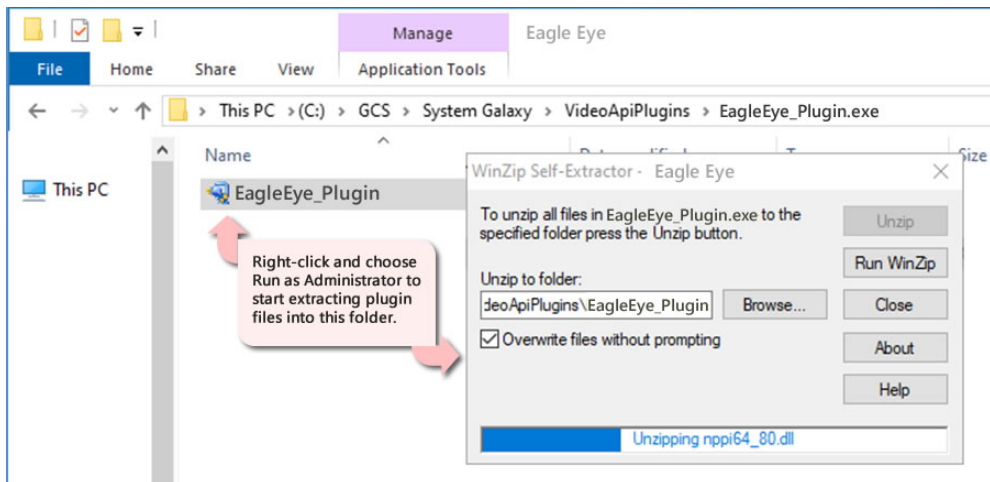 Manage
Eagle Eye
File Home Share View Application Tools
This PC > (C:) > GCS > System Galaxy > VideoApiPlugins > EagleEye_Plugin.exe
Name
Size
This PC
EagleEye_Plugin
Right-click and choose
Run as Administrator to
start extracting plugin
files into this folder.
WinZip Self-Extractor - Eagle Eye
To unzip all files in EagleEye_Plugin.exe to the
specified folder press the Unzip button.
Unzip to folder:
deoApiPlugins\EagleEye_Plugin
Browse...
Overwrite files without prompting
Unzip
Run WinZip
Close
About
Help
Unzipping nppi64_80.dll